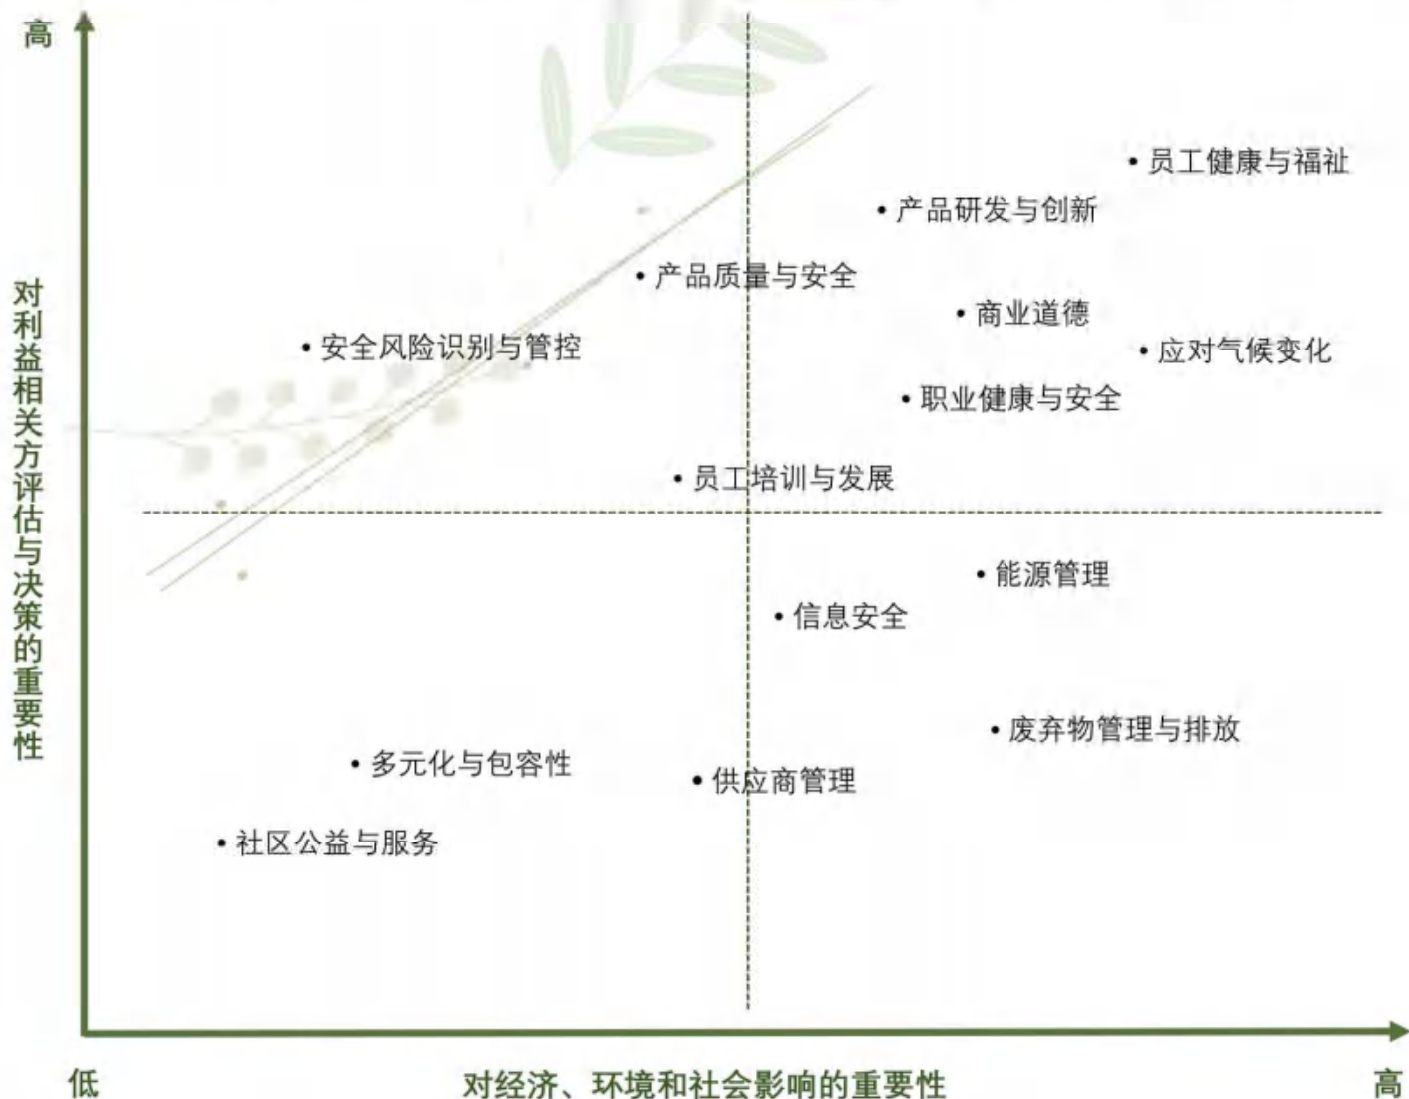 高
对利益相关方评估与决策的重要性
• 员工健康与福祉
• 产品研发与创新
• 产品质量与安全
• 商业道德
• 安全风险识别与管控
• 应对气候变化
• 职业健康与安全
• 员工培训与发展
• 能源管理
• 信息安全
• 废弃物管理与排放
• 多元化与包容性
• 供应商管理
• 社区公益与服务
低
对经济、环境和社会影响的重要性
高